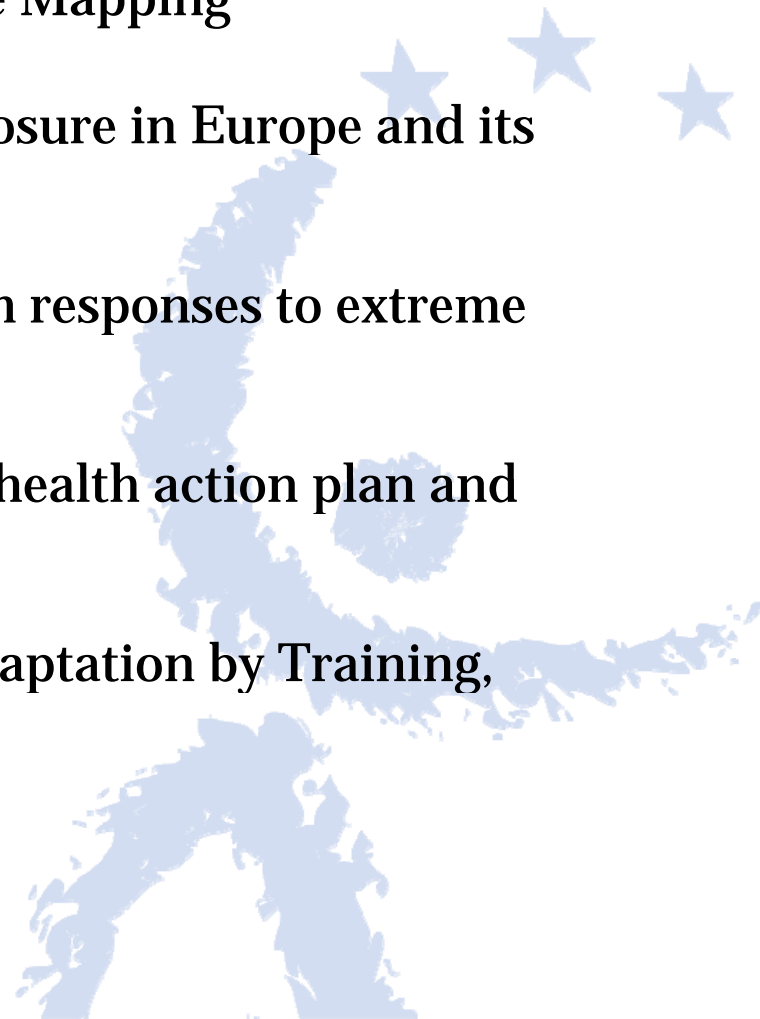 e Mapping
osure in Europe and its
n responses to extreme
health action plan and
aptation by Training,